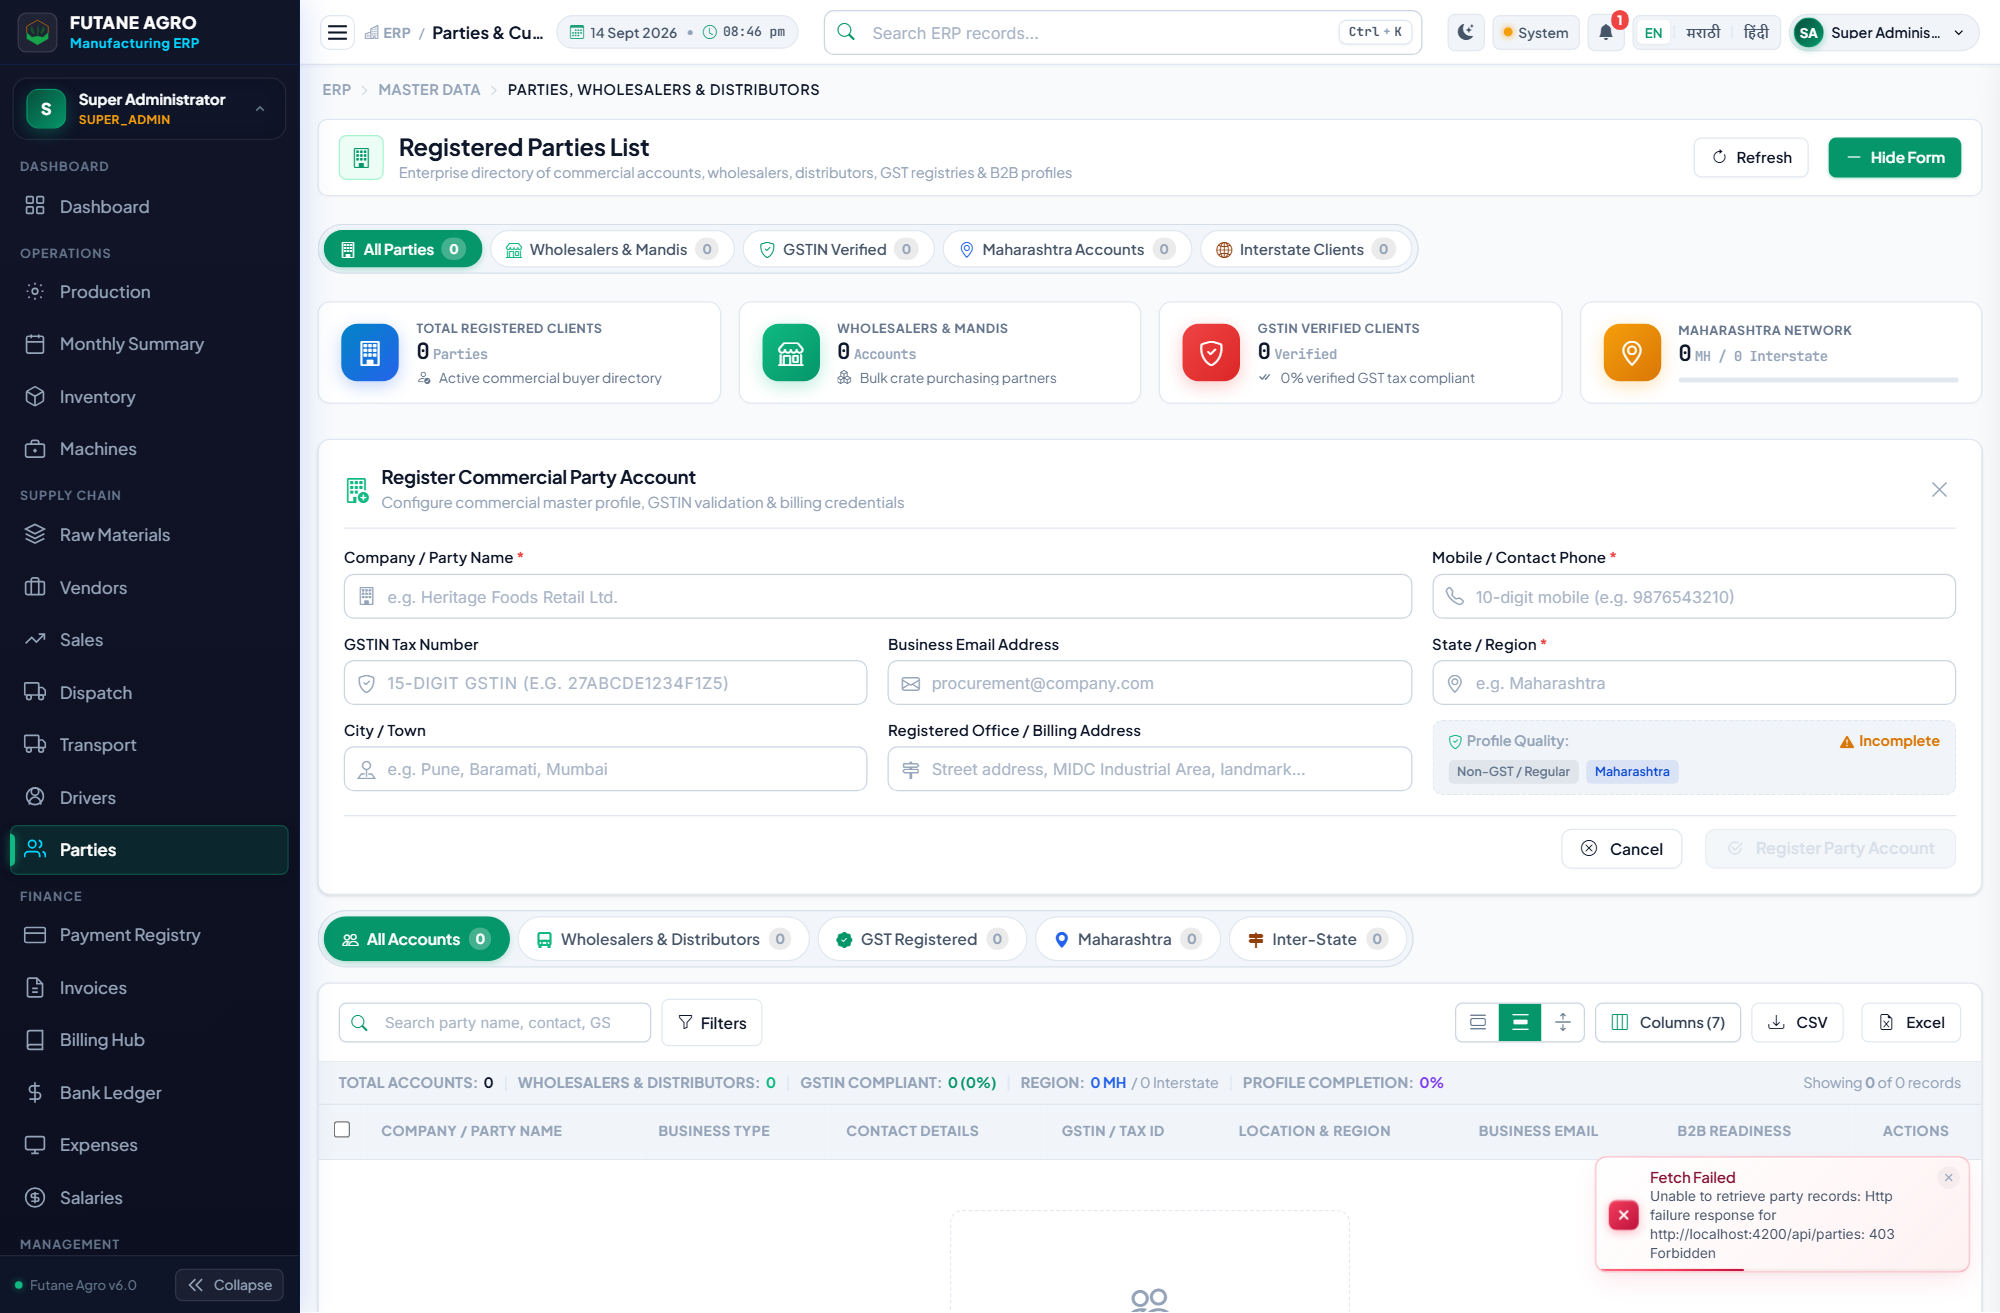 FUTANE AGRO
Manufacturing ERP
S
Super Administrator
SUPER_ADMIN
DASHBOARD
Dashboard
OPERATIONS
Production
Monthly Summary
Inventory
Machines
SUPPLY CHAIN
Raw Materials
Vendors
Sales
Dispatch
Transport
Drivers
Parties
FINANCE
Payment Registry
Invoices
Billing Hub
Bank Ledger
Expenses
Salaries
MANAGEMENT
Futane Agro v6.0
Collapse
ERP / Parties & Cu...
14 Sept 2026 • 08:46 pm
Search ERP records...
Ctrl + K
System
1
EN मराठी हिंदी
SA Super Adminis...
ERP > MASTER DATA > PARTIES, WHOLESALERS & DISTRIBUTORS
Registered Parties List
Enterprise directory of commercial accounts, wholesalers, distributors, GST registries & B2B profiles
Refresh
Hide Form
All Parties 0
Wholesalers & Mandis 0
GSTIN Verified 0
Maharashtra Accounts 0
Interstate Clients 0
TOTAL REGISTERED CLIENTS
0 Parties
Active commercial buyer directory
WHOLESALERS & MANDIS
0 Accounts
Bulk crate purchasing partners
GSTIN VERIFIED CLIENTS
0 Verified
0% verified GST tax compliant
MAHARASHTRA NETWORK
0 MH / 0 Interstate
Register Commercial Party Account
Configure commercial master profile, GSTIN validation & billing credentials
Company / Party Name *
e.g. Heritage Foods Retail Ltd.
Mobile / Contact Phone *
10-digit mobile (e.g. 9876543210)
GSTIN Tax Number
15-DIGIT GSTIN (E.G. 27ABCDE1234F1Z5)
Business Email Address
procurement@company.com
State / Region *
e.g. Maharashtra
City / Town
e.g. Pune, Baramati, Mumbai
Registered Office / Billing Address
Street address, MIDC Industrial Area, landmark...
Profile Quality: Incomplete
Non-GST / Regular Maharashtra
Cancel
Register Party Account
All Accounts 0
Wholesalers & Distributors 0
GST Registered 0
Maharashtra 0
Inter-State 0
Search party name, contact, GS
Filters
Columns (7)
CSV
Excel
TOTAL ACCOUNTS: 0 WHOLESALERS & DISTRIBUTORS: 0 GSTIN COMPLIANT: 0 (0%) REGION: 0 MH / 0 Interstate PROFILE COMPLETION: 0% Showing 0 of 0 records
COMPANY / PARTY NAME BUSINESS TYPE CONTACT DETAILS GSTIN / TAX ID LOCATION & REGION BUSINESS EMAIL B2B READINESS ACTIONS
Fetch Failed
Unable to retrieve party records: Http
failure response for
http://localhost:4200/api/parties: 403
Forbidden